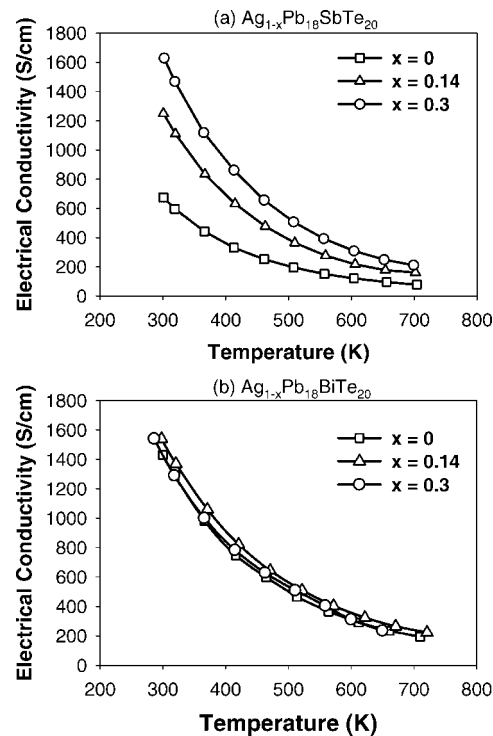 (a) Ag1-xPb18SbTe20
Electrical Conductivity (S/cm)
1800
1600
1400
1200
1000
800
600
400
200
0
x = 0
x = 0.14
x = 0.3
200 300 400 500 600 700 800
Temperature (K)
(b) Ag1-xPb18BiTe20
Electrical Conductivity (S/cm)
1800
1600
1400
1200
1000
800
600
400
200
0
x = 0
x = 0.14
x = 0.3
200 300 400 500 600 700 800
Temperature (K)